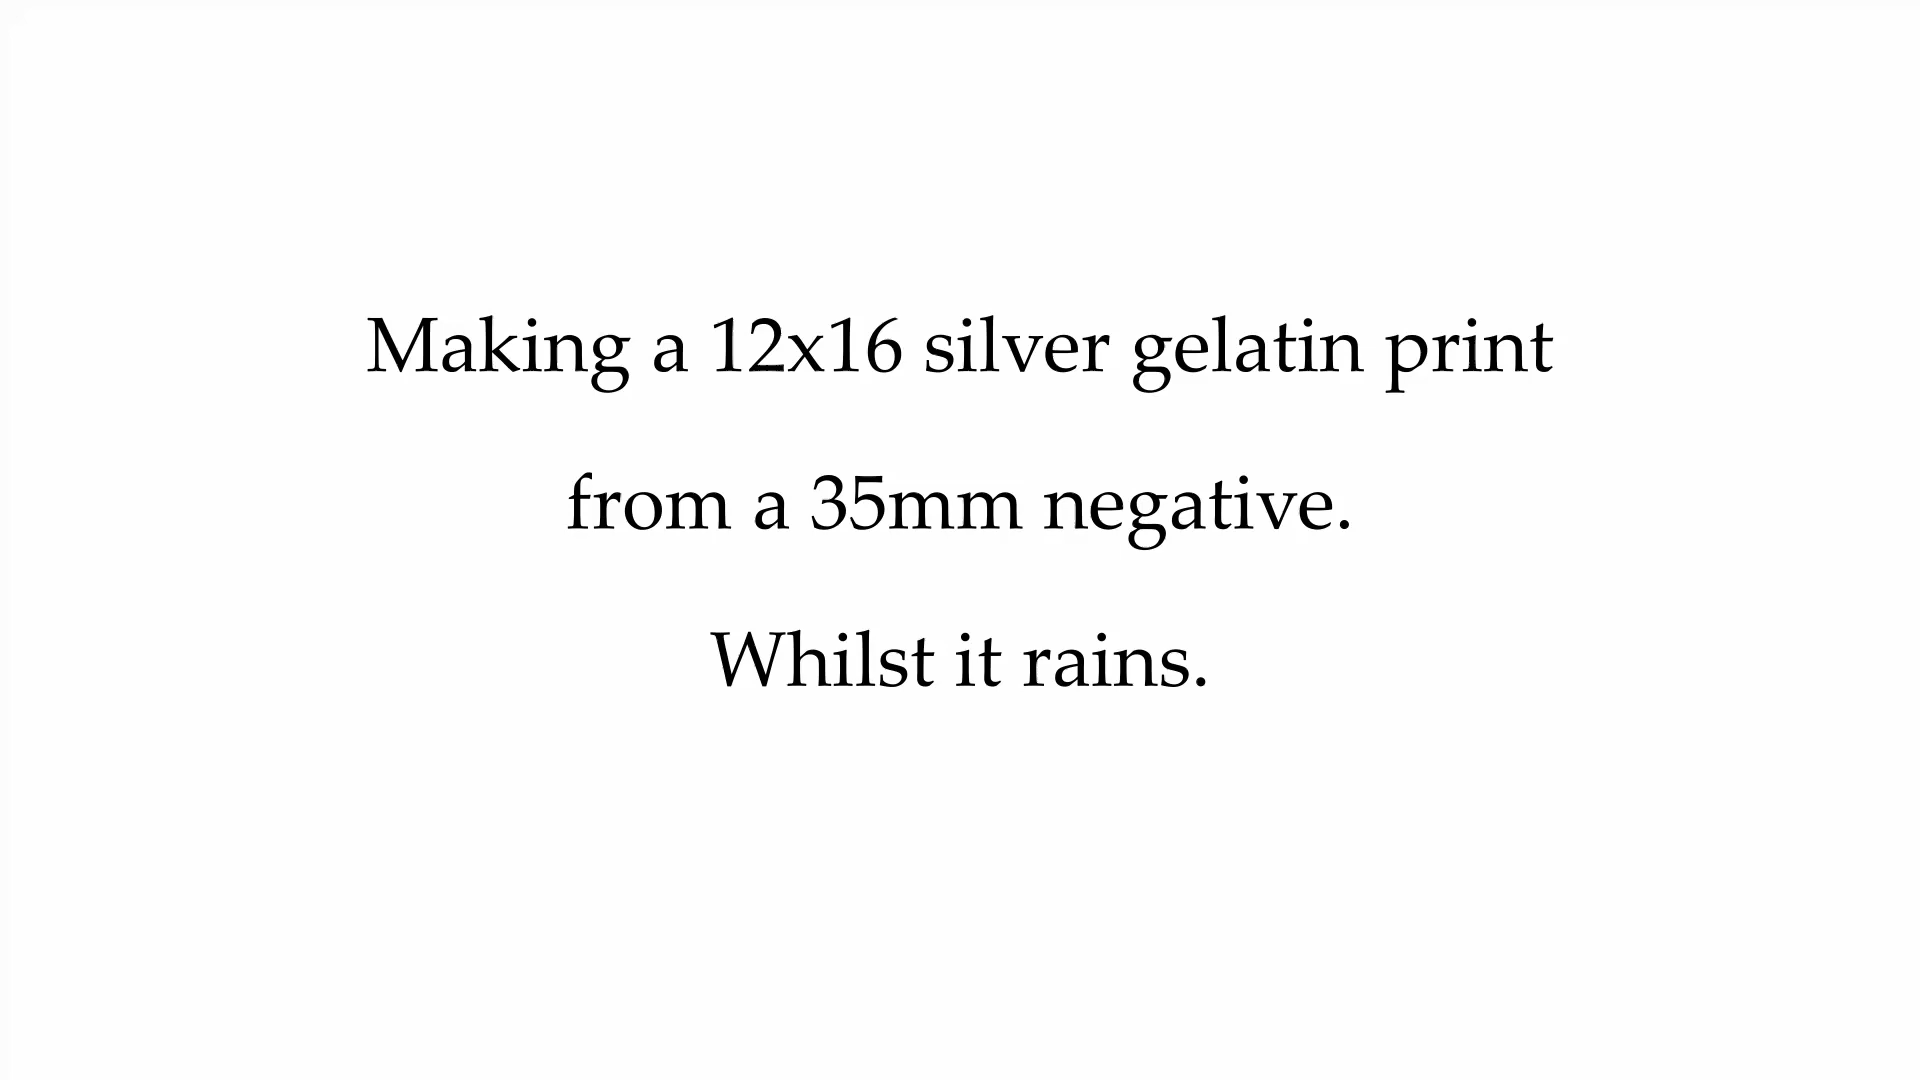 Making a 12x16 silver gelatin print
from a 35mm negative.
Whilst it rains.